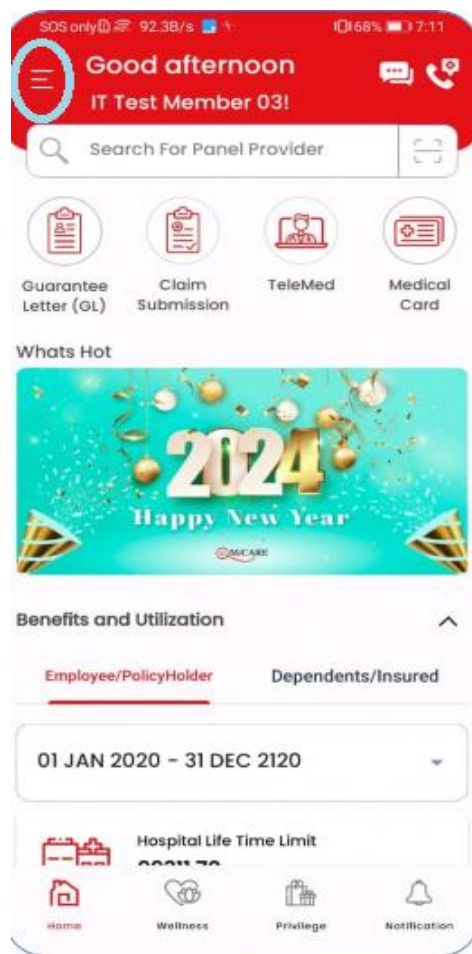 SOS only 92.3B/s 68% 7:11
Good afternoon
IT Test Member 03!
Search For Panel Provider
Guarantee Letter (GL)
Claim Submission
TeleMed
Medical Card
Whats Hot
2024
Happy New Year
MiCARE
Benefits and Utilization
Employee/PolicyHolder Dependents/Insured
01 JAN 2020 - 31 DEC 2120
Hospital Life Time Limit
Home Wellness Privilege Notification